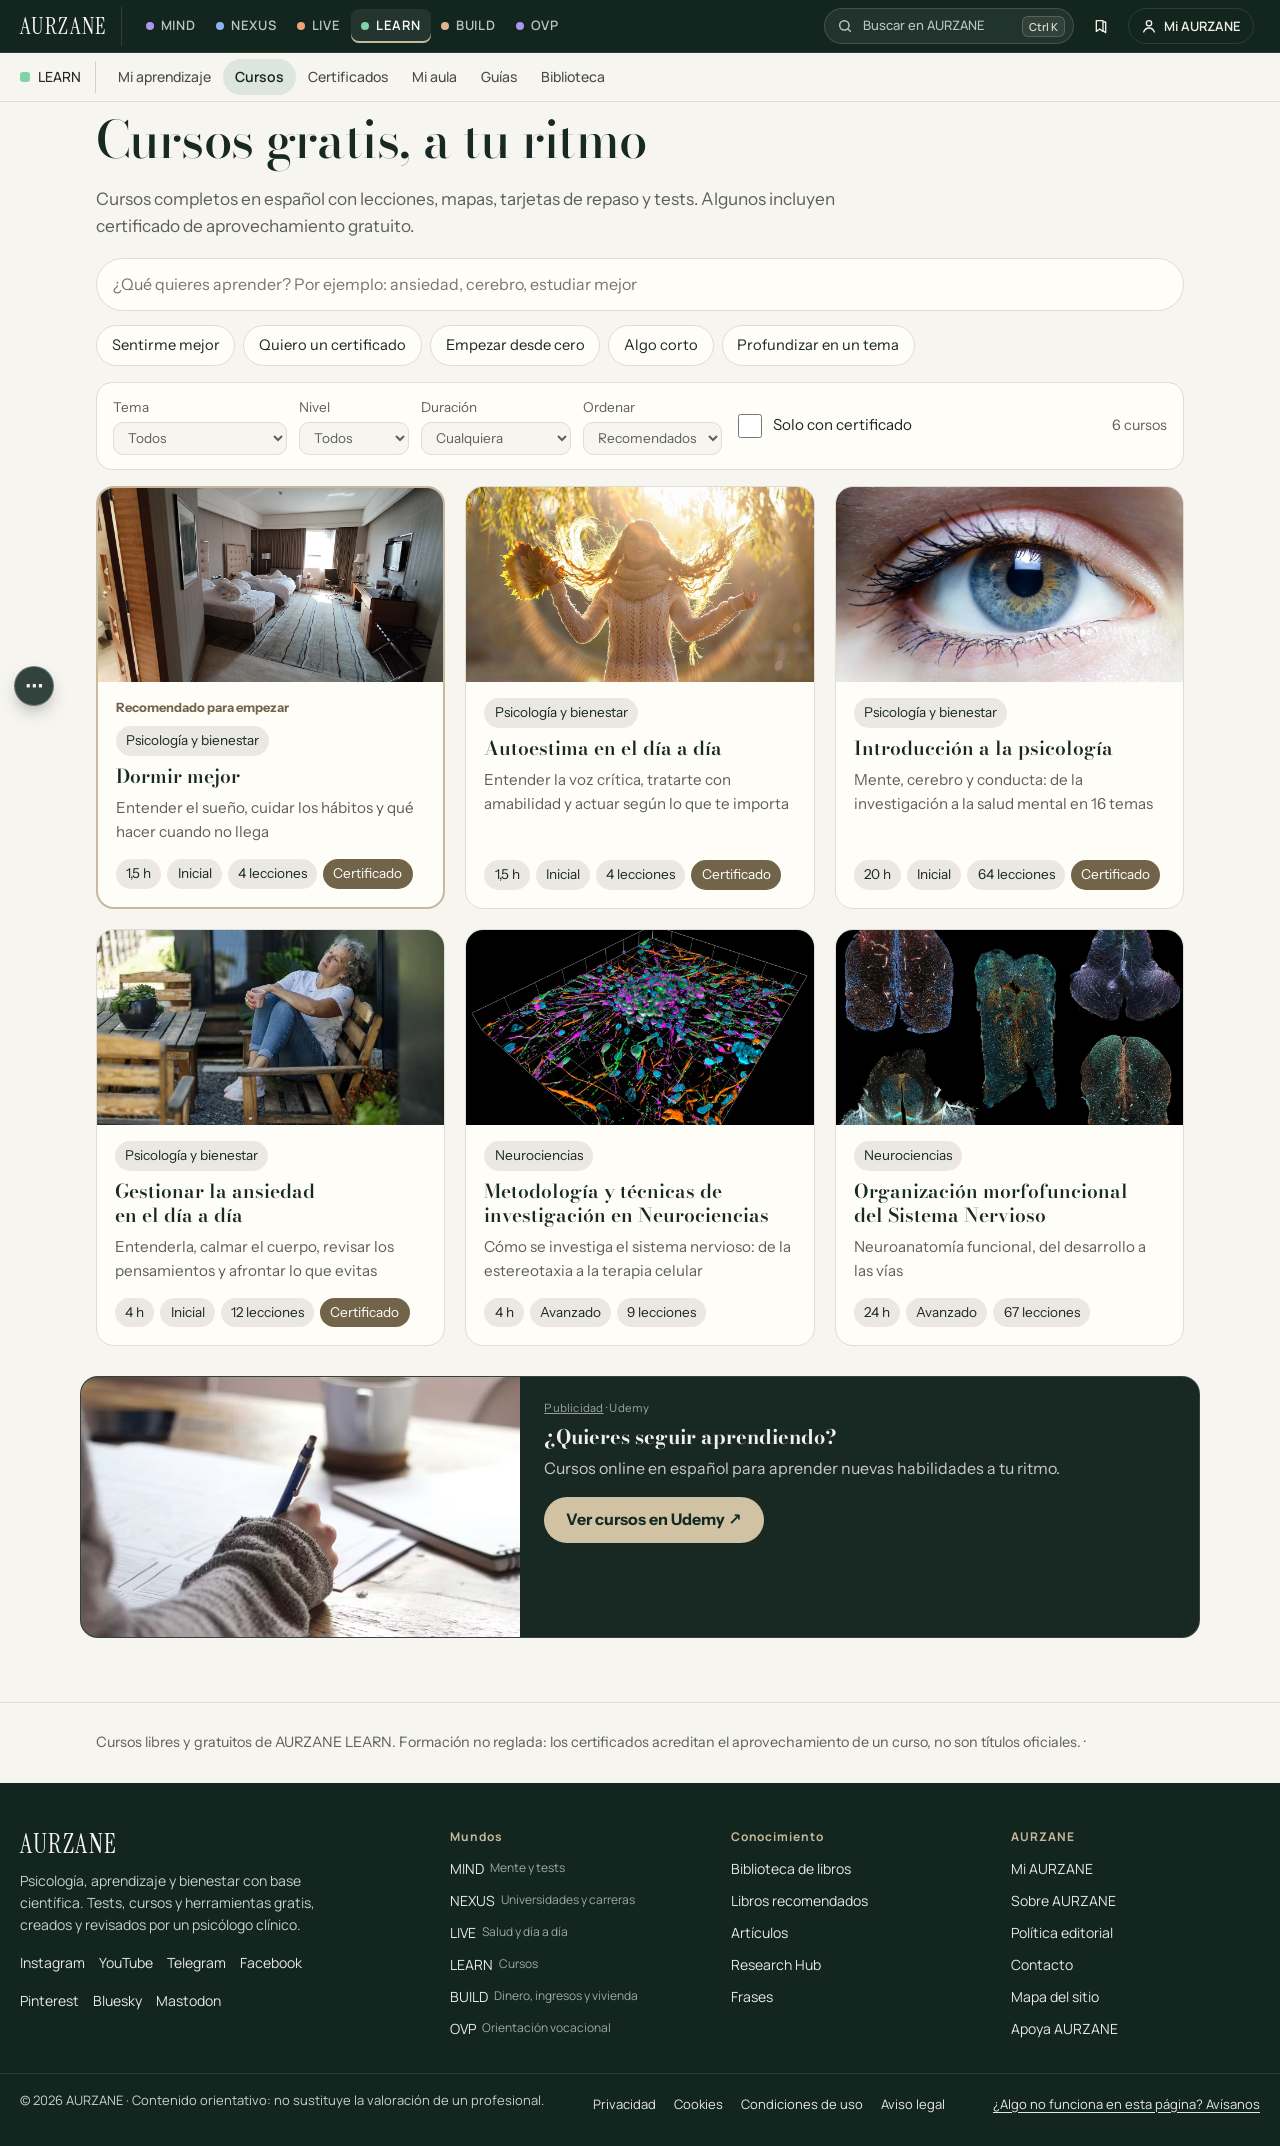 AURZANE
MIND
NEXUS
LIVE
LEARN
BUILD
OVP
Buscar en AURZANE
Ctrl K
Mi AURZANE
LEARN
Mi aprendizaje
Cursos
Certificados
Mi aula
Guías
Biblioteca
Cursos gratis, a tu ritmo
Cursos completos en español con lecciones, mapas, tarjetas de repaso y tests. Algunos incluyen
certificado de aprovechamiento gratuito.
¿Qué quieres aprender? Por ejemplo: ansiedad, cerebro, estudiar mejor
Sentirme mejor
Quiero un certificado
Empezar desde cero
Algo corto
Profundizar en un tema
Tema
Nivel
Duración
Ordenar
Todos
Todos
Cualquiera
Recomendados
Solo con certificado
6 cursos
Recomendado para empezar
Psicología y bienestar
Dormir mejor
Entender el sueño, cuidar los hábitos y qué
hacer cuando no llega
1,5 h
Inicial
4 lecciones
Certificado
Psicología y bienestar
Autoestima en el día a día
Entender la voz crítica, tratarte con
amabilidad y actuar según lo que te importa
1,5 h
Inicial
4 lecciones
Certificado
Psicología y bienestar
Introducción a la psicología
Mente, cerebro y conducta: de la
investigación a la salud mental en 16 temas
20 h
Inicial
64 lecciones
Certificado
Psicología y bienestar
Gestionar la ansiedad
en el día a día
Entenderla, calmar el cuerpo, revisar los
pensamientos y afrontar lo que evitas
4 h
Inicial
12 lecciones
Certificado
Neurociencias
Metodología y técnicas de
investigación en Neurociencias
Cómo se investiga el sistema nervioso: de la
estereotaxia a la terapia celular
4 h
Avanzado
9 lecciones
Neurociencias
Organización morfofuncional
del Sistema Nervioso
Neuroanatomía funcional, del desarrollo a
las vías
24 h
Avanzado
67 lecciones
Publicidad · Udemy
¿Quieres seguir aprendiendo?
Cursos online en español para aprender nuevas habilidades a tu ritmo.
Ver cursos en Udemy ↗
Cursos libres y gratuitos de AURZANE LEARN. Formación no reglada: los certificados acreditan el aprovechamiento de un curso, no son títulos oficiales. ·
AURZANE
Psicología, aprendizaje y bienestar con base
científica. Tests, cursos y herramientas gratis,
creados y revisados por un psicólogo clínico.
Instagram
YouTube
Telegram
Facebook
Pinterest
Bluesky
Mastodon
Mundos
MIND Mente y tests
NEXUS Universidades y carreras
LIVE Salud y día a día
LEARN Cursos
BUILD Dinero, ingresos y vivienda
OVP Orientación vocacional
Conocimiento
Biblioteca de libros
Libros recomendados
Artículos
Research Hub
Frases
AURZANE
Mi AURZANE
Sobre AURZANE
Política editorial
Contacto
Mapa del sitio
Apoya AURZANE
© 2026 AURZANE · Contenido orientativo: no sustituye la valoración de un profesional.
Privacidad
Cookies
Condiciones de uso
Aviso legal
¿Algo no funciona en esta página? Avísanos